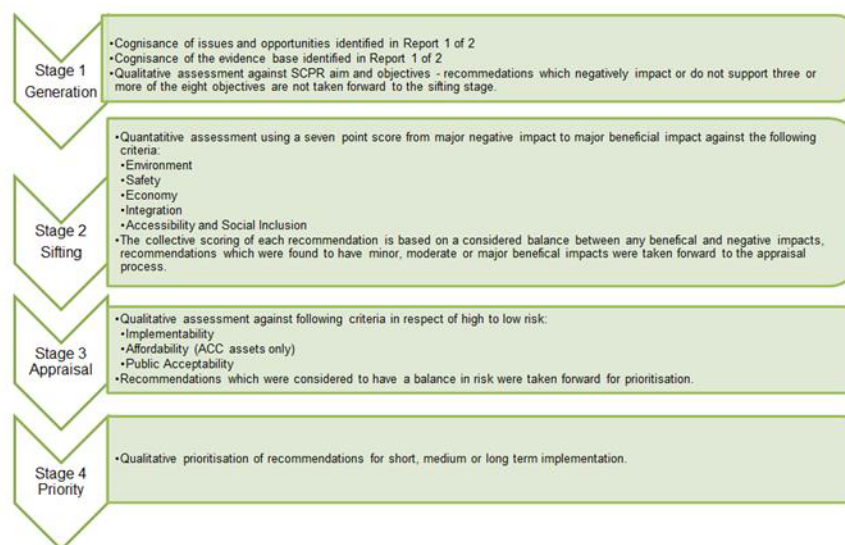 Stage 1
Generation
•Cognisance of issues and opportunities identified in Report 1 of 2
•Cognisance of the evidence base identified in Report 1 of 2
•Qualitative assessment against SCPR aim and objectives - recommedations which negatively impact or do not support three or
more of the eight objectives are not taken forward to the sifting stage.
Stage 2
Sifting
•Quantatitive assessment using a seven point score from major negative impact to major beneficial impact against the following
criteria:
•Environment
•Safety
•Economy
•Integration
•Accessibility and Social Inclusion
•The collective scoring of each recommendation is based on a considered balance between any benefical and negative impacts,
recommendations which were found to have minor, moderate or major benefical impacts were taken forward to the appraisal
process.
Stage 3
Appraisal
•Qualitative assessment against following criteria in respect of high to low risk:
•Implementability
•Affordability (ACC assets only)
•Public Acceptability
•Recommendations which were considered to have a balance in risk were taken forward for prioritisation.
Stage 4
Priority
•Qualitative prioritisation of recommendations for short, medium or long term implementation.